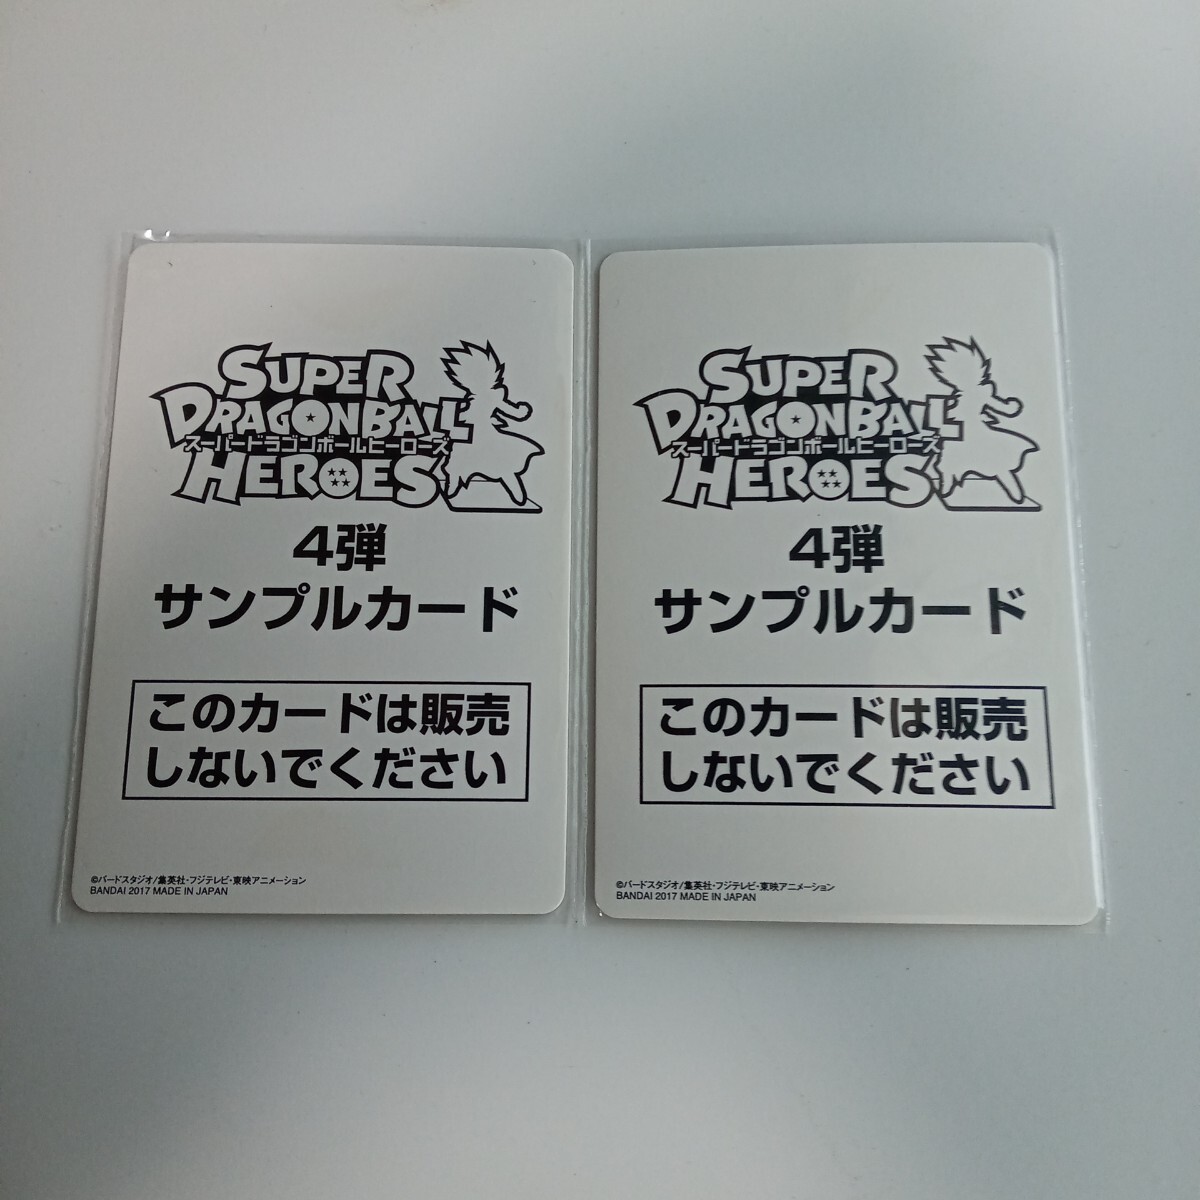 SUPER
DRAGONBALL
スーパードラゴンボールヒーローズ
HEROES
4弾
サンプルカード
このカードは販売
しないでください
©バードスタジオ/集英社・フジテレビ・東映アニメーション
BANDAI 2017 MADE IN JAPAN
SUPER
DRAGONBALL
スーパードラゴンボールヒーローズ
HEROES
4弾
サンプルカード
このカードは販売
しないでください
©バードスタジオ/集英社・フジテレビ・東映アニメーション
BANDAI 2017 MADE IN JAPAN